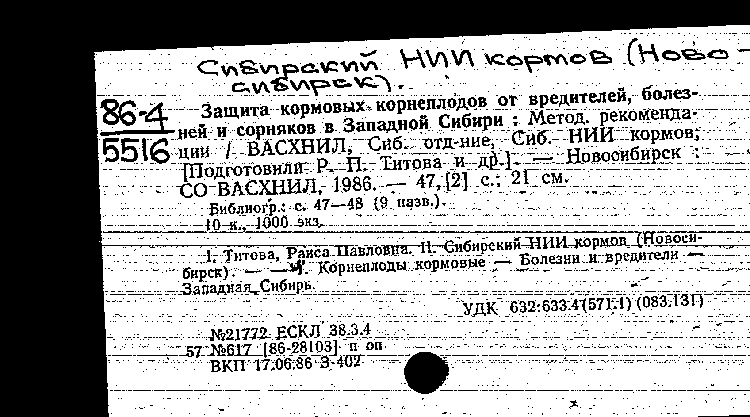 Сибирский НИИ кормов (Ново-
сибирск).
86-4
5516
Защита кормовых корнеплодов от вредителей, болез-
ней и сорняков в Западной Сибири : Метод. рекоменда-
ции / ВАСХНИЛ, Сиб. отд-ние, Сиб. НИИ кормов;
[Подготовили Р. П. Титова и др.]. — Новосибирск :
СО ВАСХНИЛ, 1986. — 47,[2] с.; 21 см.
Библиогр.: с. 47—48 (9 назв.).
10 к., 1000 экз.
I. Титова, Раиса Павловна. II. Сибирский НИИ кормов (Новоси-
бирск). — —1. Корнеплоды кормовые — Болезни и вредители —
Западная Сибирь.
УДК 632:633.4(571.1)(083.131)
№21772 ЕСКЛ 38.3.4
57 №617 [86-28103] п оп
ВКП 17.06.86 З-402